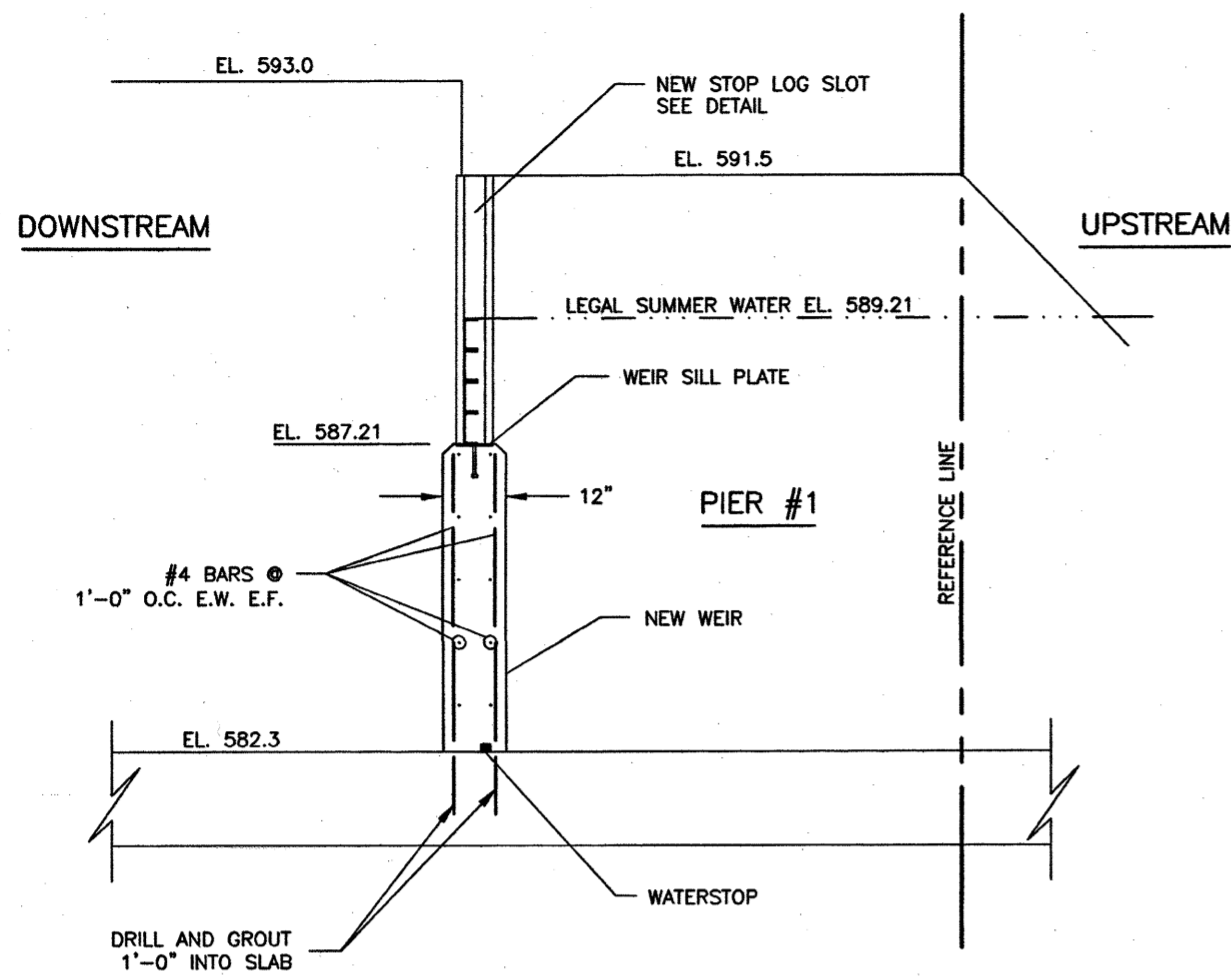 EL. 593.0
NEW STOP LOG SLOT
SEE DETAIL
EL. 591.5
DOWNSTREAM
UPSTREAM
LEGAL SUMMER WATER EL. 589.21
WEIR SILL PLATE
EL. 587.21
12"
PIER #1
REFERENCE LINE
#4 BARS @
1'-0" O.C. E.W. E.F.
NEW WEIR
EL. 582.3
WATERSTOP
DRILL AND GROUT
1'-0" INTO SLAB